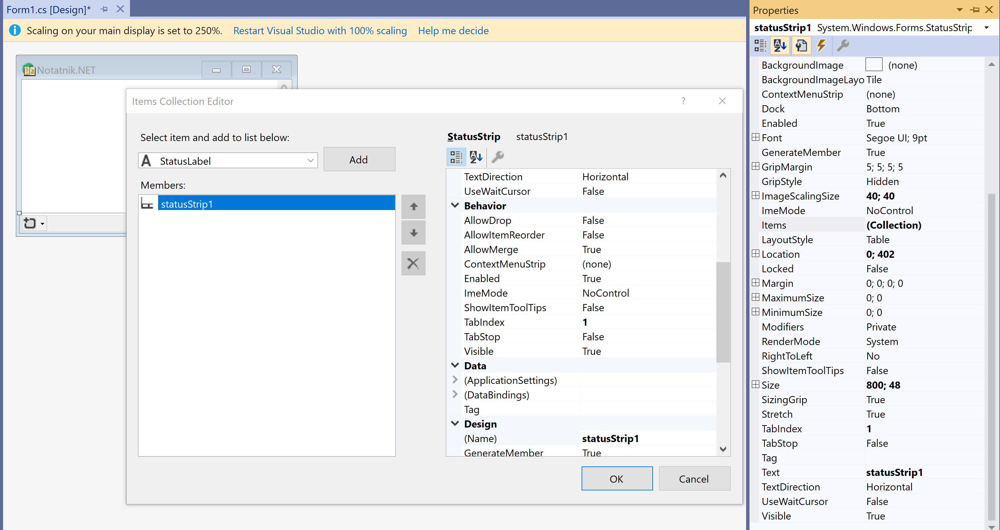 Form1.cs [Design]*
Scaling on your main display is set to 250%. Restart Visual Studio with 100% scaling Help me decide
Notatnik.NET
Items Collection Editor
?
Select item and add to list below:
A StatusLabel
Add
Members:
statusStrip1
StatusStrip statusStrip1
TextDirection Horizontal
UseWaitCursor False
Behavior
AllowDrop False
AllowItemReorder False
AllowMerge True
ContextMenuStrip (none)
Enabled True
ImeMode NoControl
ShowItemToolTips False
TabIndex 1
TabStop False
Visible True
Data
(ApplicationSettings)
(DataBindings)
Tag
Design
(Name) statusStrip1
GenerateMember True
OK
Cancel
Properties
statusStrip1 System.Windows.Forms.StatusStrip
BackgroundImage (none)
BackgroundImageLayo Tile
ContextMenuStrip (none)
Dock Bottom
Enabled True
Font Segoe UI; 9pt
GenerateMember True
GripMargin 5; 5; 5; 5
GripStyle Hidden
ImageScalingSize 40; 40
ImeMode NoControl
Items (Collection)
LayoutStyle Table
Location 0; 402
Locked False
Margin 0; 0; 0; 0
MaximumSize 0; 0
MinimumSize 0; 0
Modifiers Private
RenderMode System
RightToLeft No
ShowItemToolTips False
Size 800; 48
SizingGrip True
Stretch True
TabIndex 1
TabStop False
Tag
Text statusStrip1
TextDirection Horizontal
UseWaitCursor False
Visible True